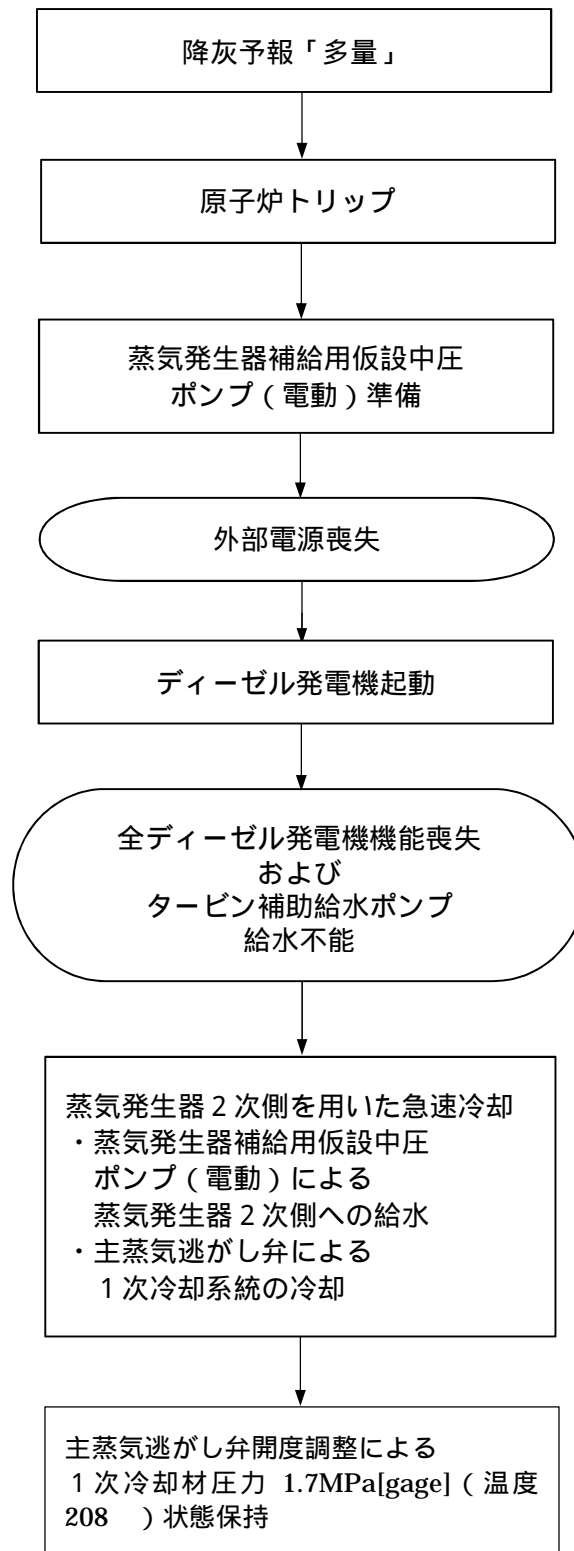 降灰予報「多量」
原子炉トリップ
蒸気発生器補給用仮設中圧
ポンプ（電動）準備
外部電源喪失
ディーゼル発電機起動
全ディーゼル発電機機能喪失
および
タービン補助給水ポンプ
給水不能
蒸気発生器２次側を用いた急速冷却
・蒸気発生器補給用仮設中圧
ポンプ（電動）による
蒸気発生器２次側への給水
・主蒸気逃がし弁による
１次冷却系統の冷却
主蒸気逃がし弁開度調整による
１次冷却材圧力 1.7MPa[gage]（温度
208　）状態保持